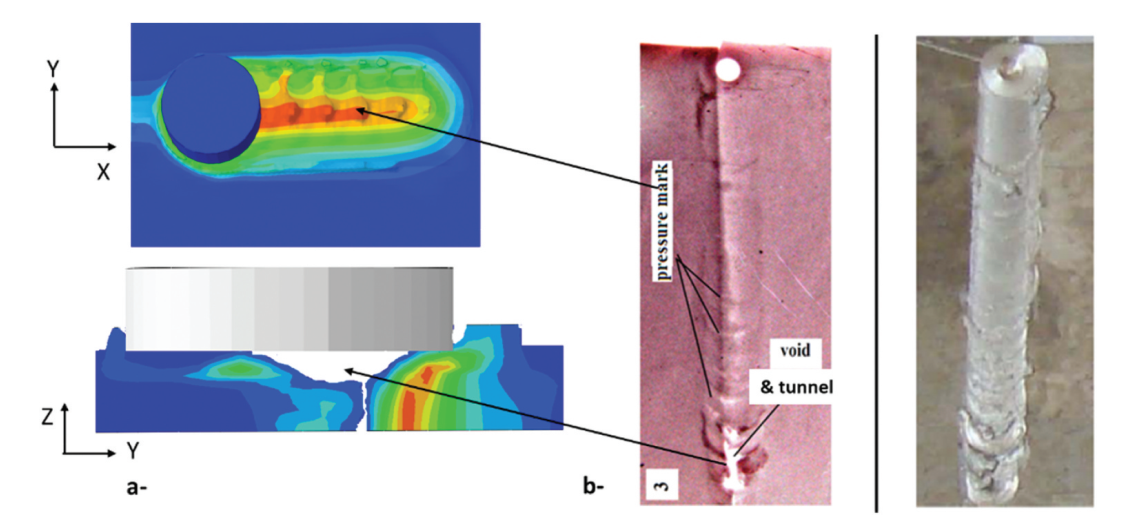 Y
X
Z
Y
a-
b-
pressure mark
void
& tunnel
3